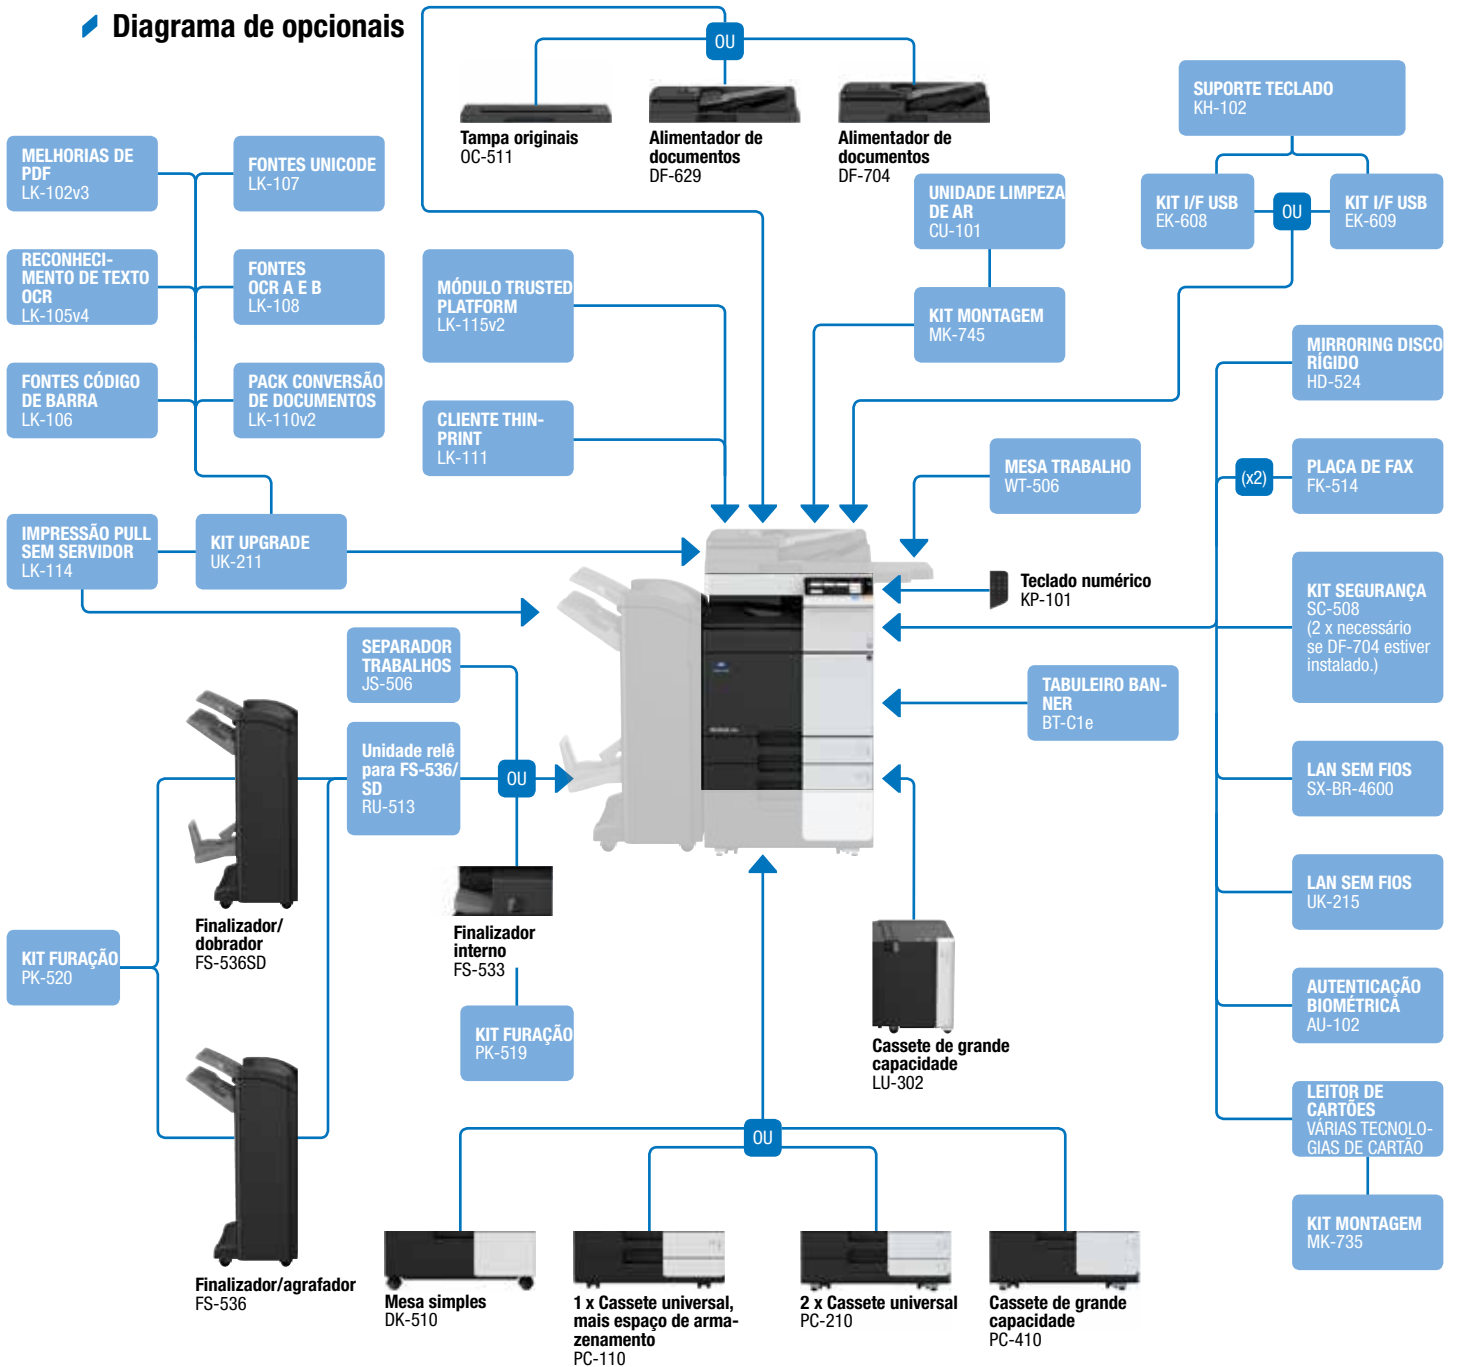 Diagrama de opcionais
OU
Tampa originais
OC-511
Alimentador de
documentos
DF-629
Alimentador de
documentos
DF-704
SUPORTE TECLADO
KH-102
KIT I/F USB
EK-608
OU
KIT I/F USB
EK-609
MELHORIAS DE
PDF
LK-102v3
FONTES UNICODE
LK-107
RECONHECI-
MENTO DE TEXTO
OCR
LK-105v4
FONTES
OCR A E B
LK-108
FONTES CÓDIGO
DE BARRA
LK-106
PACK CONVERSÃO
DE DOCUMENTOS
LK-110v2
MÓDULO TRUSTED
PLATFORM
LK-115v2
CLIENTE THIN-
PRINT
LK-111
UNIDADE LIMPEZA
DE AR
CU-101
KIT MONTAGEM
MK-745
MESA TRABALHO
WT-506
MIRRORING DISCO
RÍGIDO
HD-524
(x2)
PLACA DE FAX
FK-514
IMPRESSÃO PULL
SEM SERVIDOR
LK-114
KIT UPGRADE
UK-211
Teclado numérico
KP-101
KIT SEGURANÇA
SC-508
(2 x necessário
se DF-704 estiver
instalado.)
SEPARADOR
TRABALHOS
JS-506
TABULEIRO BAN-
NER
BT-C1e
Unidade relê
para FS-536/
SD
RU-513
OU
LAN SEM FIOS
SX-BR-4600
LAN SEM FIOS
UK-215
Finalizador/
dobrador
FS-536SD
Finalizador
interno
FS-533
KIT FURAÇÃO
PK-520
KIT FURAÇÃO
PK-519
Cassete de grande
capacidade
LU-302
AUTENTICAÇÃO
BIOMÉTRICA
AU-102
LEITOR DE
CARTÕES
VÁRIAS TECNOLO-
GIAS DE CARTÃO
KIT MONTAGEM
MK-735
OU
Finalizador/agrafador
FS-536
Mesa simples
DK-510
1 x Cassete universal,
mais espaço de arma-
zenamento
PC-110
2 x Cassete universal
PC-210
Cassete de grande
capacidade
PC-410